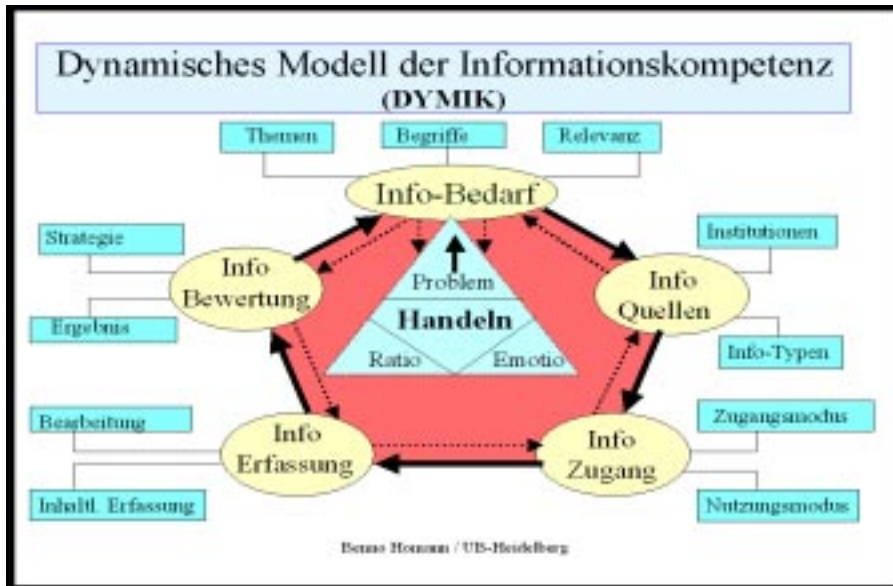 Dynamisches Modell der Informationskompetenz
(DYMIK)
Themen
Begriffe
Relevanz
Info-Bedarf
Strategie
Info
Bewertung
Ergebnis
Institutionen
Info
Quellen
Info-Typen
Problem
Handeln
Ratio
Emotio
Bearbeitung
Info
Erfassung
Inhaltl. Erfassung
Zugangsmodus
Info
Zugang
Nutzungsmodus
Benno Homann / UB-Heidelberg